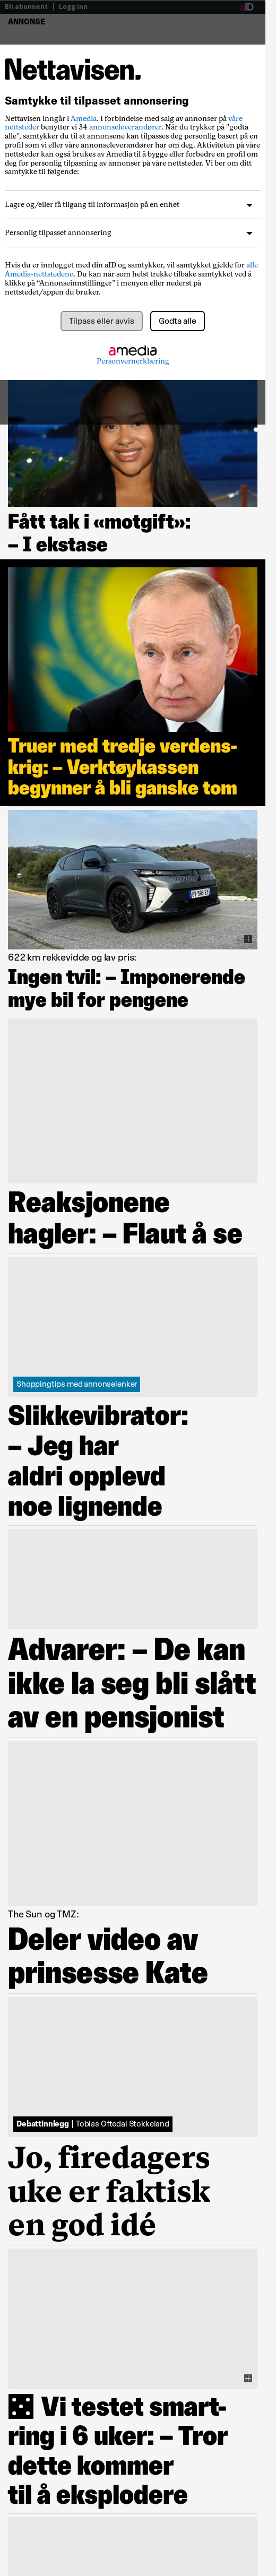 Bli abonnent | Logg inn
aID
ANNONSE
Nettavisen.
Samtykke til tilpasset annonsering
Nettavisen inngår i Amedia. I forbindelse med salg av annonser på våre
nettsteder benytter vi 34 annonseleverandører. Når du trykker på "godta
alle", samtykker du til at annonsene kan tilpasses deg personlig basert på en
profil som vi eller våre annonseleverandører har om deg. Aktiviteten på våre
nettsteder kan også brukes av Amedia til å bygge eller forbedre en profil om
deg for personlig tilpasning av annonser på våre nettsteder. Vi ber om ditt
samtykke til følgende:
Lagre og/eller få tilgang til informasjon på en enhet
Personlig tilpasset annonsering
Hvis du er innlogget med din aID og samtykker, vil samtykket gjelde for alle
Amedia-nettstedene. Du kan når som helst trekke tilbake samtykket ved å
klikke på “Annonseinnstillinger” i menyen eller nederst på
nettstedet/appen du bruker.
Tilpass eller avvis
Godta alle
amedia
Personvernerklæring
Fått tak i «motgift»:
– I ekstase
Truer med tredje verdens-
krig: – Verktøykassen
begynner å bli ganske tom
622 km rekkevidde og lav pris:
Ingen tvil: – Imponerende
mye bil for pengene
Reaksjonene
hagler: – Flaut å se
Shoppingtips med annonselenker
Slikkevibrator:
– Jeg har
aldri opplevd
noe lignende
Advarer: – De kan
ikke la seg bli slått
av en pensjonist
The Sun og TMZ:
Deler video av
prinsesse Kate
Debattinnlegg | Tobias Oftedal Stokkeland
Jo, firedagers
uke er faktisk
en god idé
Vi testet smart-
ring i 6 uker: – Tror
dette kommer
til å eksplodere